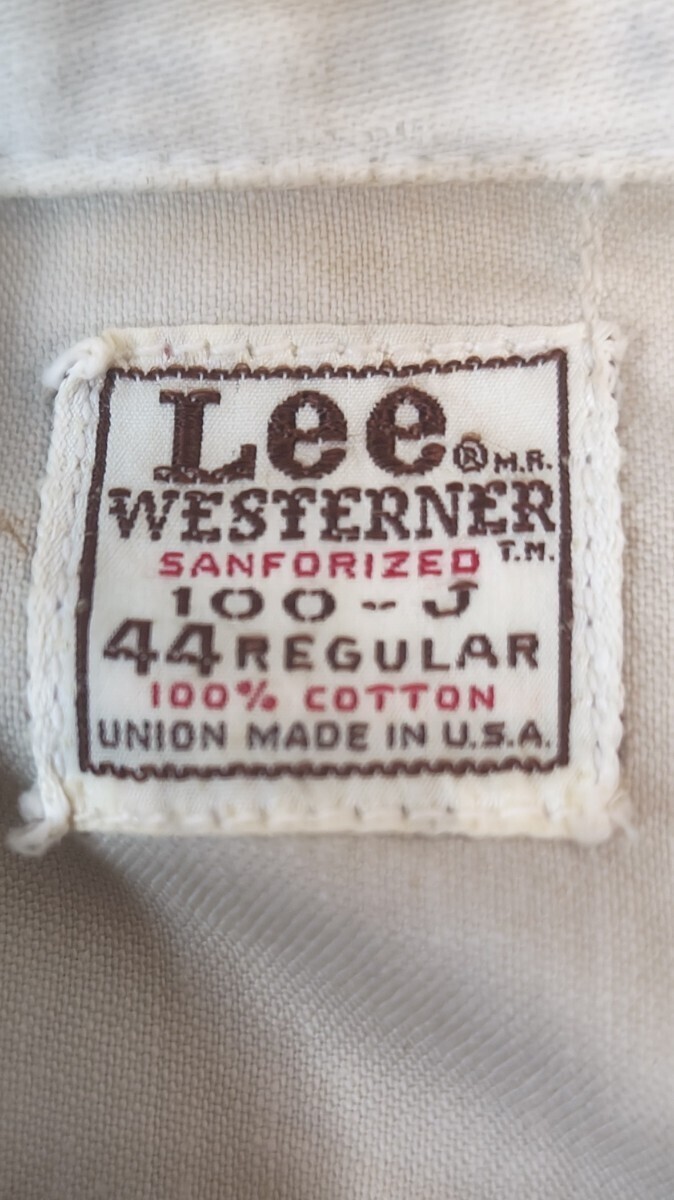 Lee ® M.R.
WESTERNER T.M.
SANFORIZED
100-J
44 REGULAR
100% COTTON
UNION MADE IN U.S.A.